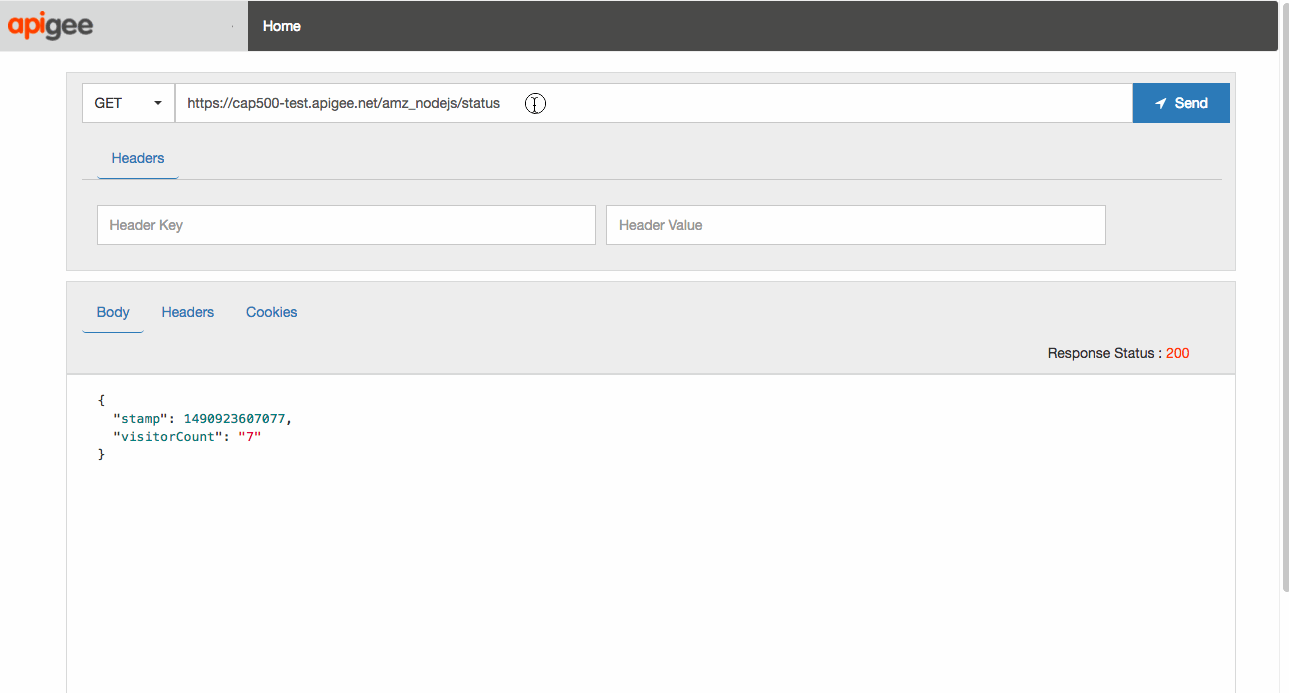 apigee
Home
GET
https://cap500-test.apigee.net/amz_nodejs/status
Send
Headers
Header Key
Header Value
Body
Headers
Cookies
Response Status : 200
{
"stamp": 1490923607077,
"visitorCount": "7"
}